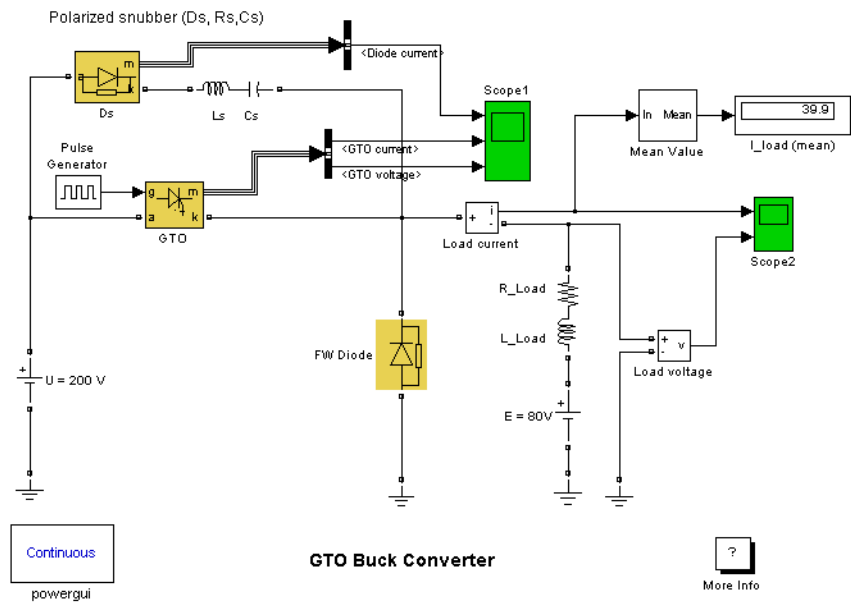 Polarized snubber (Ds, Rs,Cs)
<Diode current>
m
a
k
Ds
Ls
Cs
Scope1
In
Mean
39.9
Mean Value
I_load (mean)
Pulse
Generator
<GTO current>
<GTO voltage>
g
m
a
k
GTO
+
i
-
Load current
Scope2
R_Load
L_Load
FW Diode
+
-
v
Load voltage
+
U = 200 V
+
E = 80V
Continuous
powergui
GTO Buck Converter
?
More Info